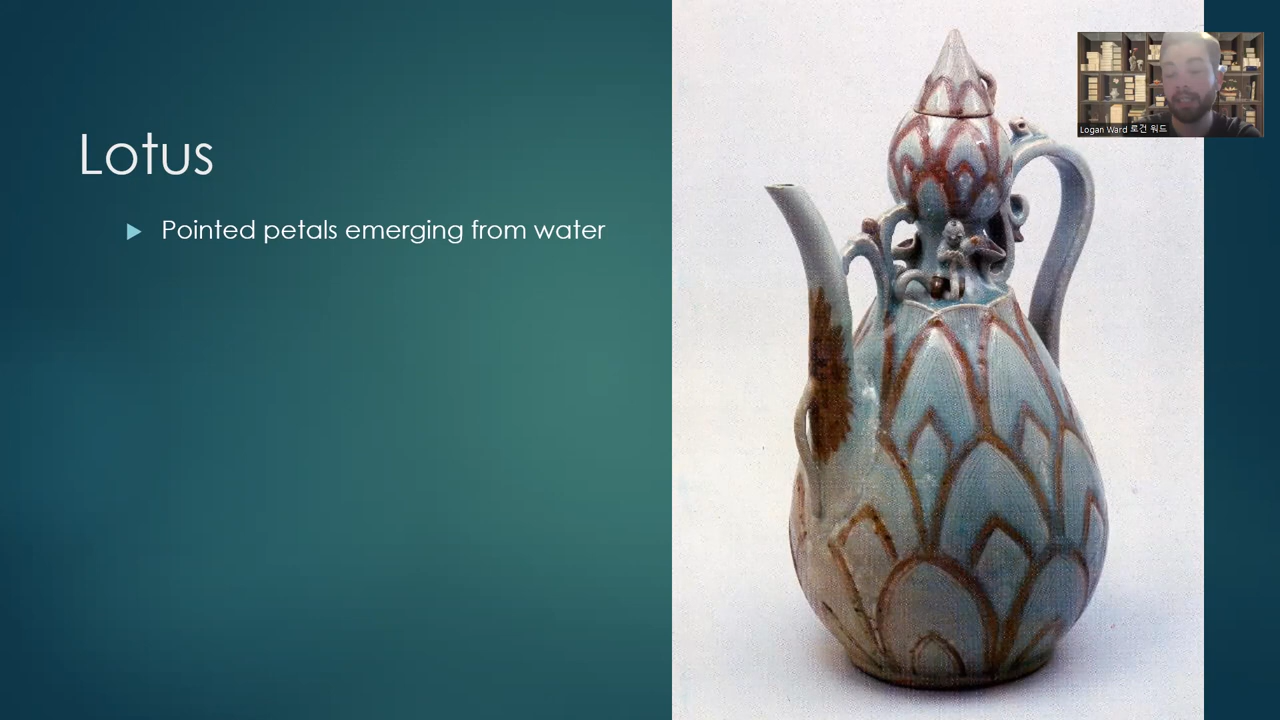 Lotus
Pointed petals emerging from water
Logan Ward 로건 워드